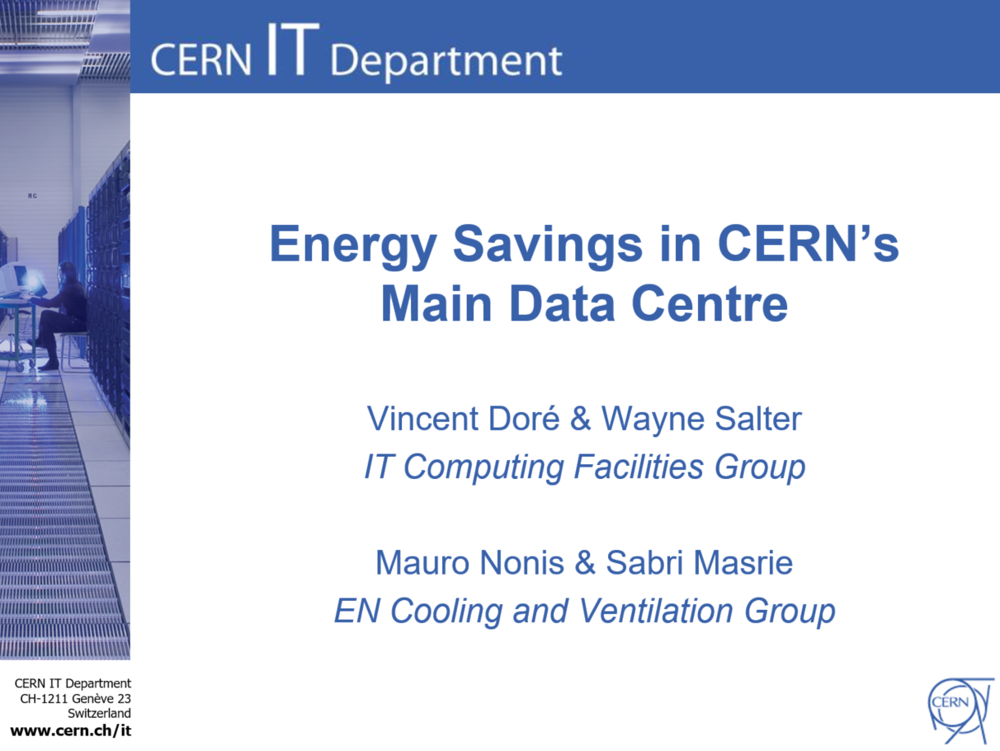 CERN IT Department
RC
Energy Savings in CERN's
Main Data Centre
Vincent Doré & Wayne Salter
IT Computing Facilities Group
Mauro Nonis & Sabri Masrie
EN Cooling and Ventilation Group
CERN IT Department
CH-1211 Genève 23
Switzerland
www.cern.ch/it
CERN